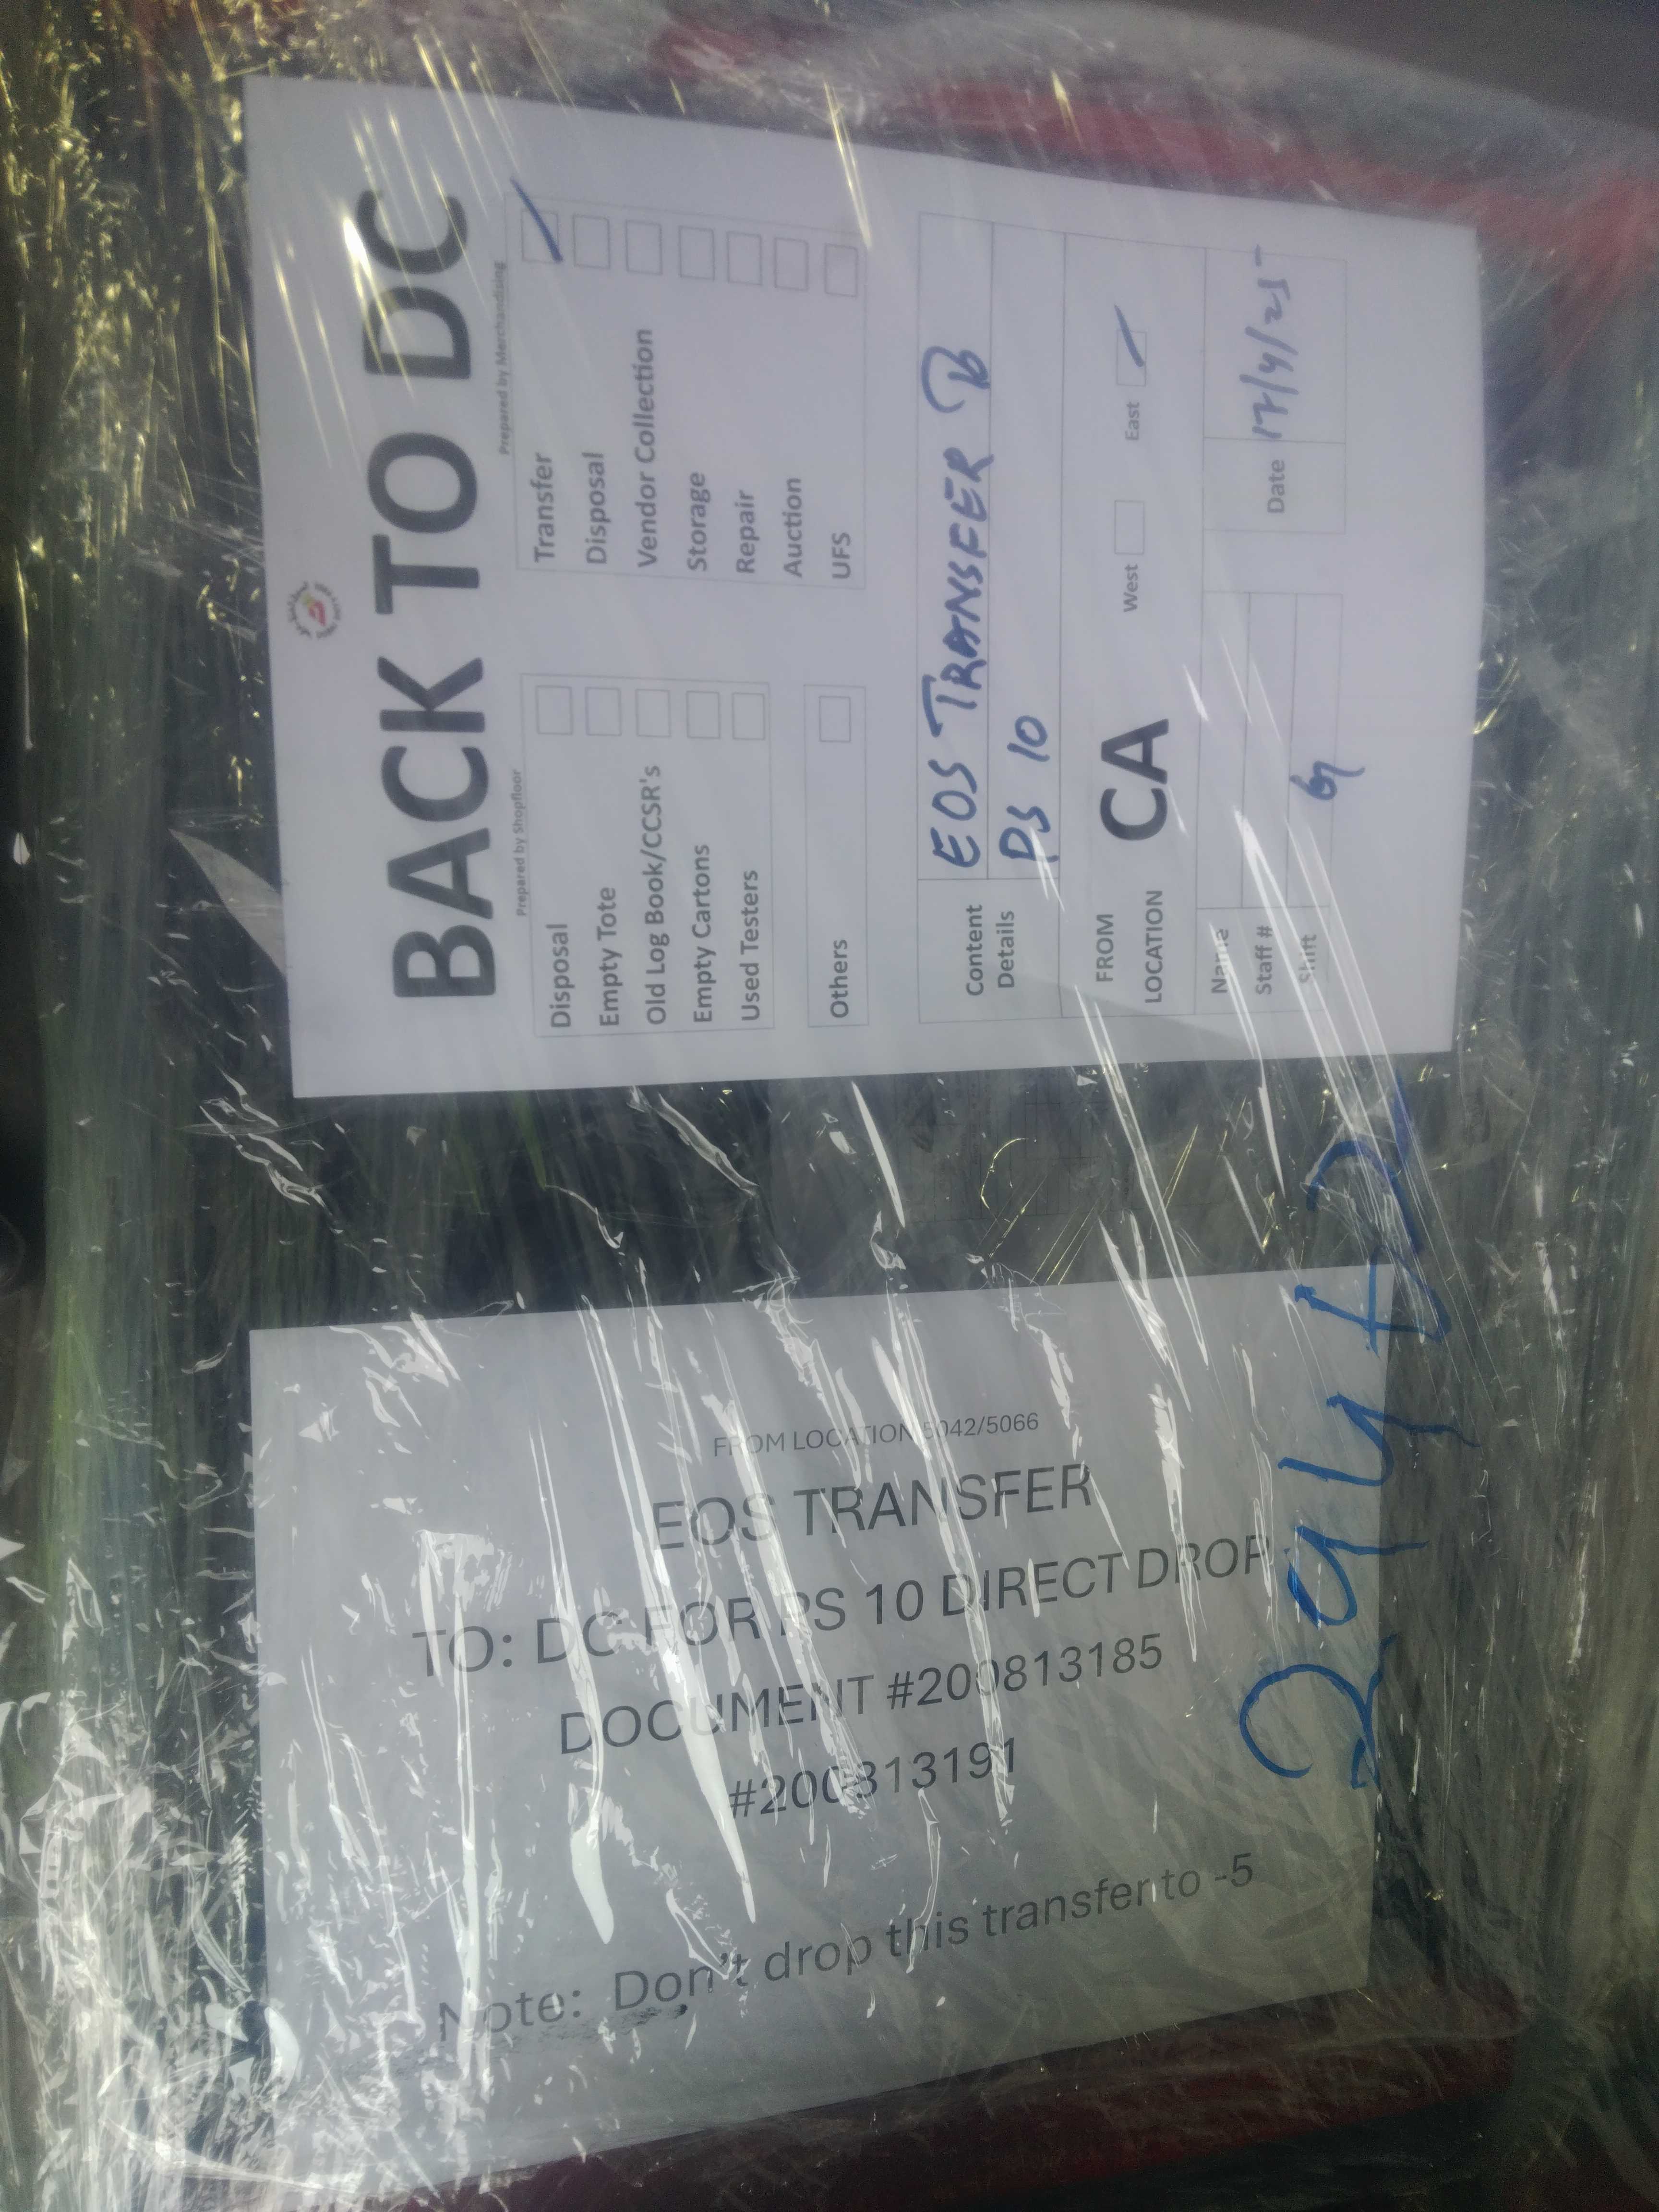 BACK TO DC
Prepared by Shopfloor
Prepared by Merchandising
Disposal
Empty Tote
Old Log Book/CCSR's
Empty Cartons
Used Testers
Others
Transfer
Disposal
Vendor Collection
Storage
Repair
Auction
UFS
Content Details
EOS TRANSFER
PS 10
FROM LOCATION
CA
West
East
Name
Staff #
Shift
Date 17/4/25
FROM LOCATION 5042/5066
EOS TRANSFER
TO: DC FOR PS 10 DIRECT DROP
DOCUMENT #200813185
#200813191
Note: Don't drop this transfer to -5